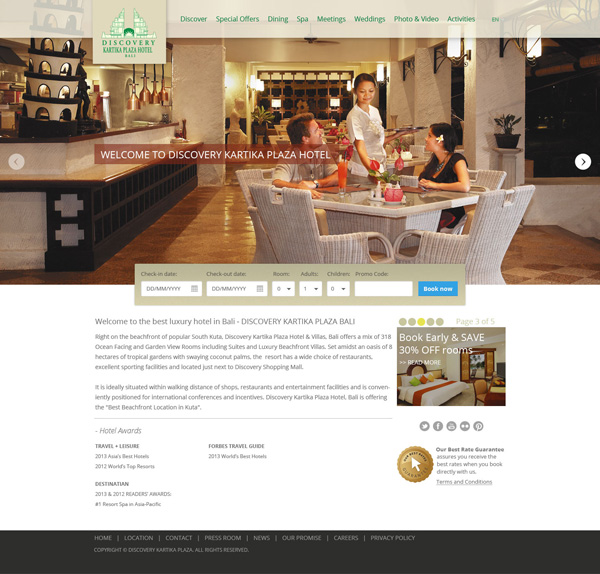 DISCOVERY
KARTIKA PLAZA HOTEL
BALI
Discover Special Offers Dining Spa Meetings Weddings Photo & Video Activities EN
WELCOME TO DISCOVERY KARTIKA PLAZA HOTEL
Check-in date: Check-out date: Room: Adults: Children: Promo Code:
DD/MM/YYYY DD/MM/YYYY 0 1 0 Book now
Welcome to the best luxury hotel in Bali - DISCOVERY KARTIKA PLAZA BALI
Right on the beachfront of popular South Kuta, Discovery Kartika Plaza Hotel & Villas, Bali offers a mix of 318
Ocean Facing and Garden View Rooms including Suites and Luxury Beachfront Villas. Set amidst an oasis of 8
hectares of tropical gardens with swaying coconut palms, the resort has a wide choice of restaurants,
excellent sporting facilities and located just next to Discovery Shopping Mall.
It is ideally situated within walking distance of shops, restaurants and entertainment facilities and is conven-
iently positioned for international conferences and incentives. Discovery Kartika Plaza Hotel, Bali is offering
the "Best Beachfront Location in Kuta".
Page 3 of 5
Book Early & SAVE
30% OFF rooms
>> READ MORE
- Hotel Awards
TRAVEL + LEISURE
2013 Asia's Best Hotels
2012 World's Top Resorts
FORBES TRAVEL GUIDE
2013 World's Best Hotels
DESTINATIAN
2013 & 2012 READERS' AWARDS:
#1 Resort Spa in Asia-Pacific
Our Best Rate Guarantee
assures you receive the
best rates when you book
directly with us.
Terms and Conditions
HOME | LOCATION | CONTACT | PRESS ROOM | NEWS | OUR PROMISE | CAREERS | PRIVACY POLICY
COPYRIGHT © DISCOVERY KARTIKA PLAZA. ALL RIGHTS RESERVED.